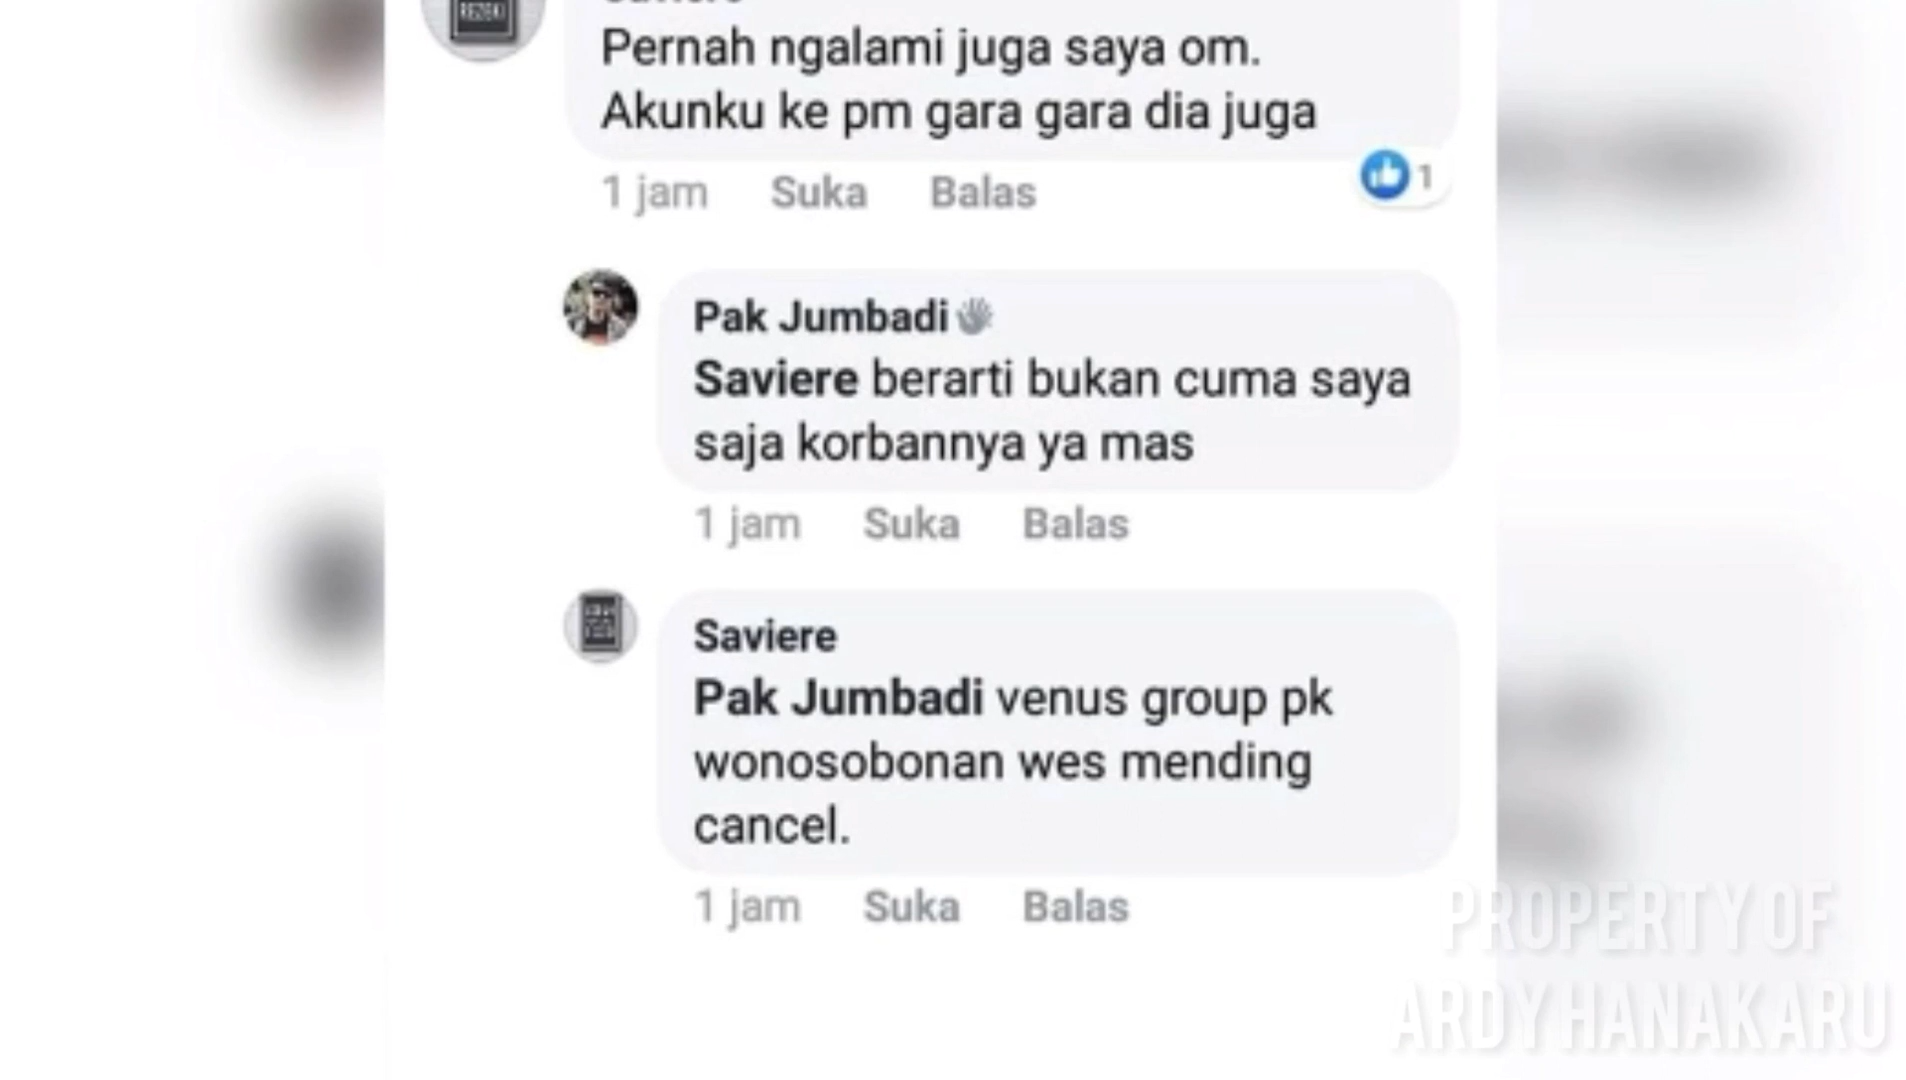 REZEKI
Pernah ngalami juga saya om.
Akunku ke pm gara gara dia juga
1 jam Suka Balas 1
Pak Jumbadi
Saviere berarti bukan cuma saya
saja korbannya ya mas
1 jam Suka Balas
Saviere
Pak Jumbadi venus group pk
wonosobonan wes mending
cancel.
1 jam Suka Balas
PROPERTY OF
ARDY HANAKARU